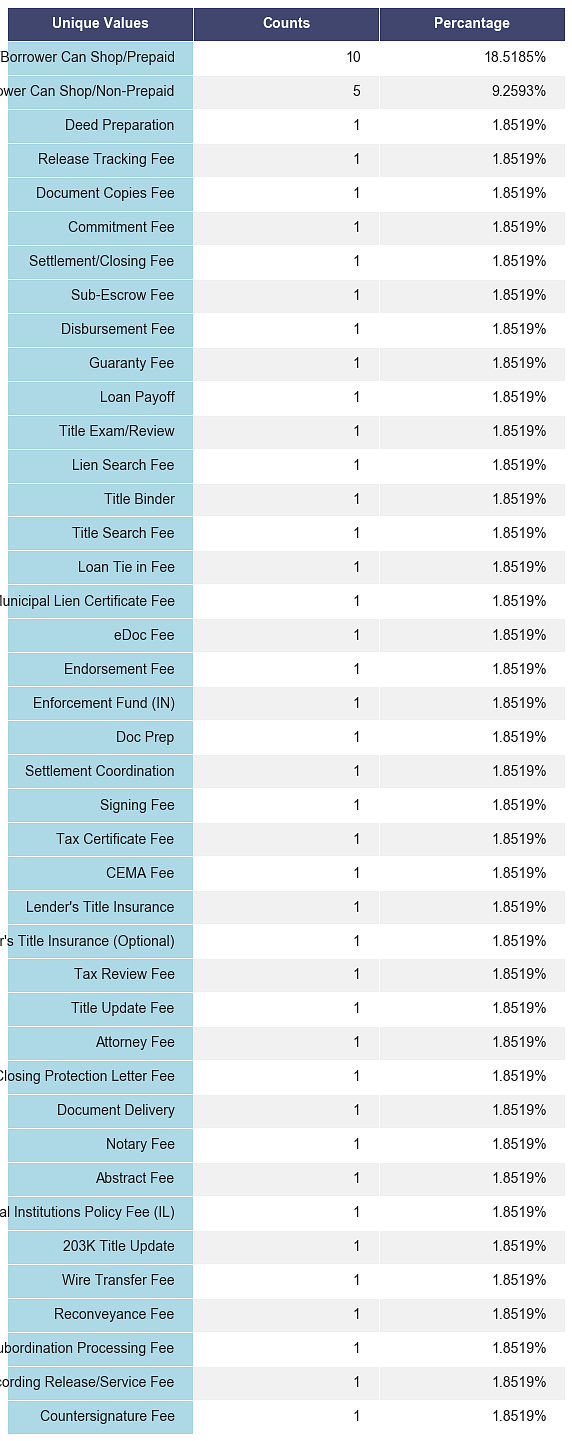 Unique Values Counts Percantage
/Borrower Can Shop/Prepaid 10 18.5185%
Can Shop/Non-Prepaid 5 9.2593%
Deed Preparation 1 1.8519%
Release Tracking Fee 1 1.8519%
Document Copies Fee 1 1.8519%
Commitment Fee 1 1.8519%
Settlement/Closing Fee 1 1.8519%
Sub-Escrow Fee 1 1.8519%
Disbursement Fee 1 1.8519%
Guaranty Fee 1 1.8519%
Loan Payoff 1 1.8519%
Title Exam/Review 1 1.8519%
Lien Search Fee 1 1.8519%
Title Binder 1 1.8519%
Title Search Fee 1 1.8519%
Loan Tie in Fee 1 1.8519%
Lien Certificate Fee 1 1.8519%
eDoc Fee 1 1.8519%
Endorsement Fee 1 1.8519%
Enforcement Fund (IN) 1 1.8519%
Doc Prep 1 1.8519%
Settlement Coordination 1 1.8519%
Signing Fee 1 1.8519%
Tax Certificate Fee 1 1.8519%
CEMA Fee 1 1.8519%
Lender's Title Insurance 1 1.8519%
Title Insurance (Optional) 1 1.8519%
Tax Review Fee 1 1.8519%
Title Update Fee 1 1.8519%
Attorney Fee 1 1.8519%
Closing Protection Letter Fee 1 1.8519%
Document Delivery 1 1.8519%
Notary Fee 1 1.8519%
Abstract Fee 1 1.8519%
Institutions Policy Fee (IL) 1 1.8519%
203K Title Update 1 1.8519%
Wire Transfer Fee 1 1.8519%
Reconveyance Fee 1 1.8519%
Processing Fee 1 1.8519%
Release/Service Fee 1 1.8519%
Countersignature Fee 1 1.8519%